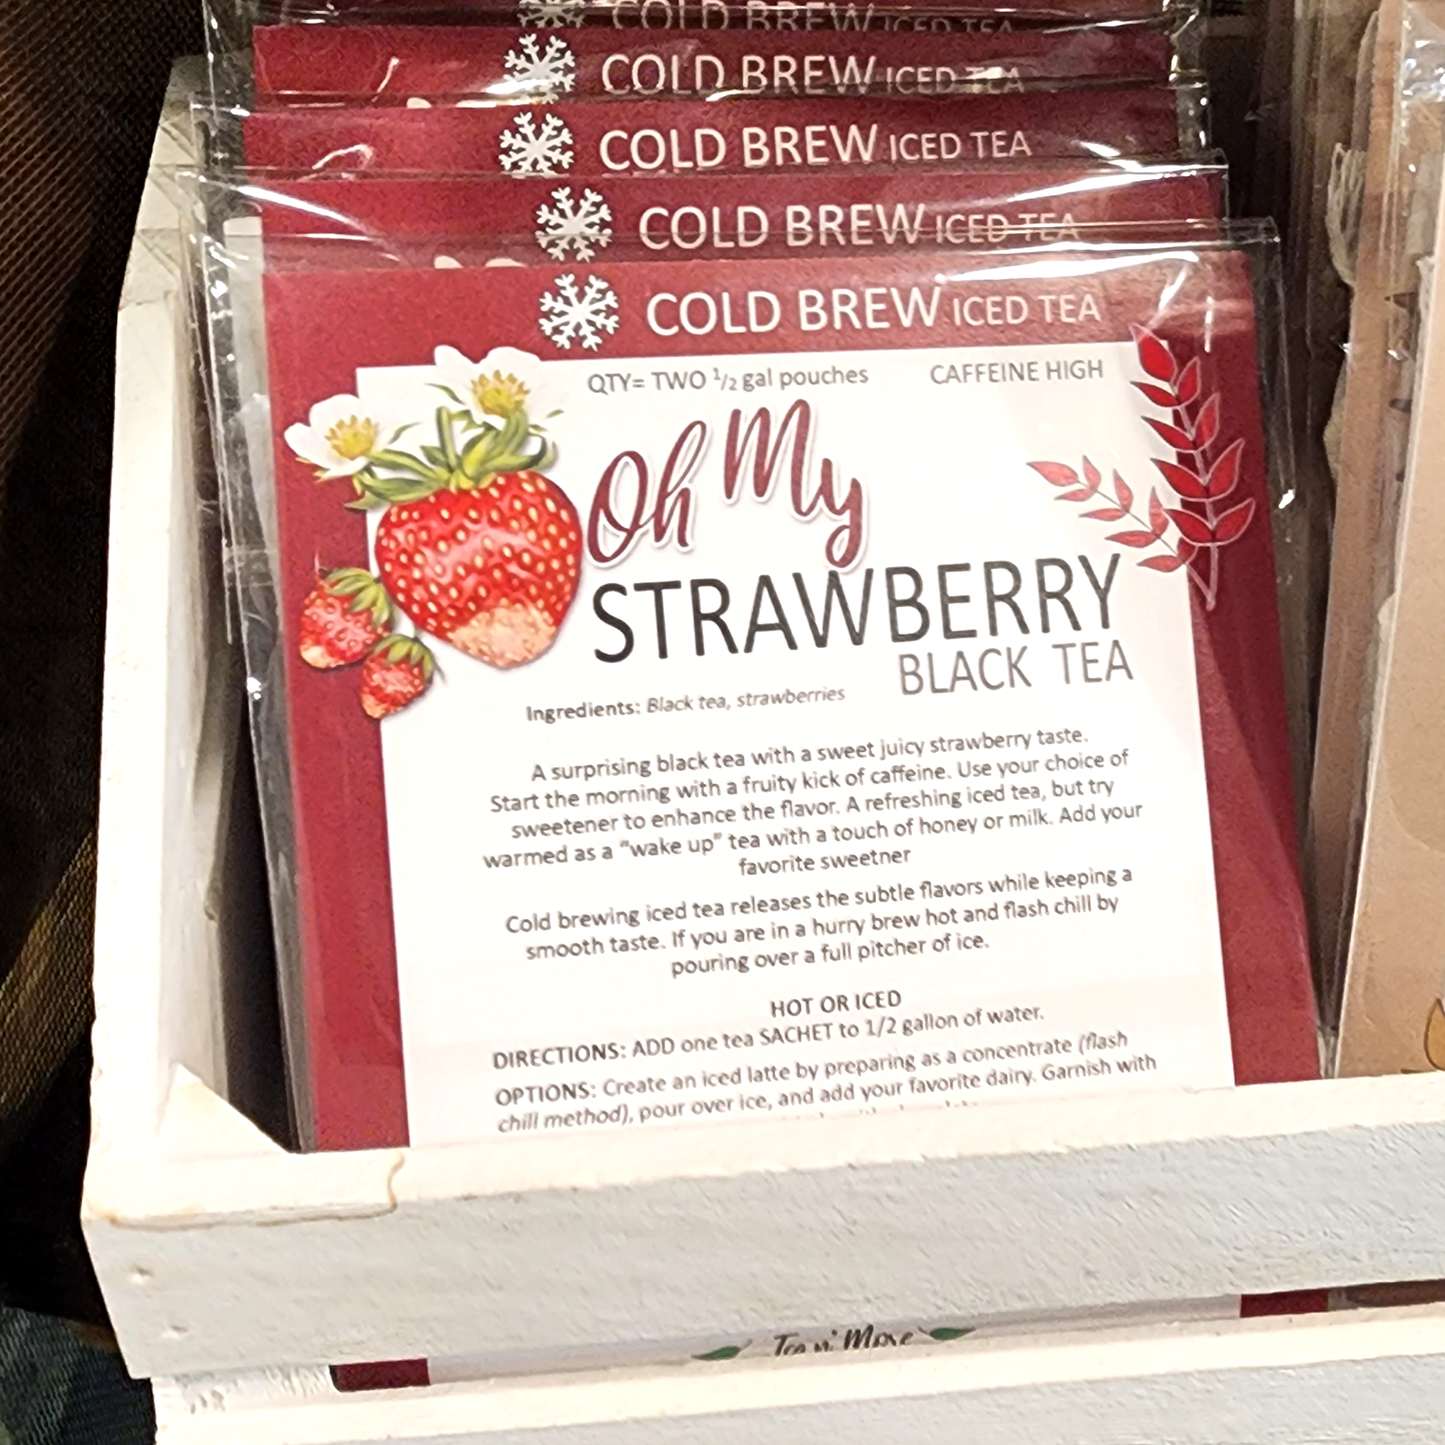 COLD BREW ICED TEA
COLD BREW ICED TEA
COLD BREW ICED TEA
COLD BREW ICED TEA
COLD BREW ICED TEA
QTY= TWO 1/2 gal pouches CAFFEINE HIGH
Oh My
STRAWBERRY
BLACK TEA
Ingredients: Black tea, strawberries
A surprising black tea with a sweet juicy strawberry taste.
Start the morning with a fruity kick of caffeine. Use your choice of
sweetener to enhance the flavor. A refreshing iced tea, but try
warmed as a "wake up" tea with a touch of honey or milk. Add your
favorite sweetner
Cold brewing iced tea releases the subtle flavors while keeping a
smooth taste. If you are in a hurry brew hot and flash chill by
pouring over a full pitcher of ice.
HOT OR ICED
DIRECTIONS: ADD one tea SACHET to 1/2 gallon of water.
OPTIONS: Create an iced latte by preparing as a concentrate (flash
chill method), pour over ice, and add your favorite dairy. Garnish with
Tea n' More